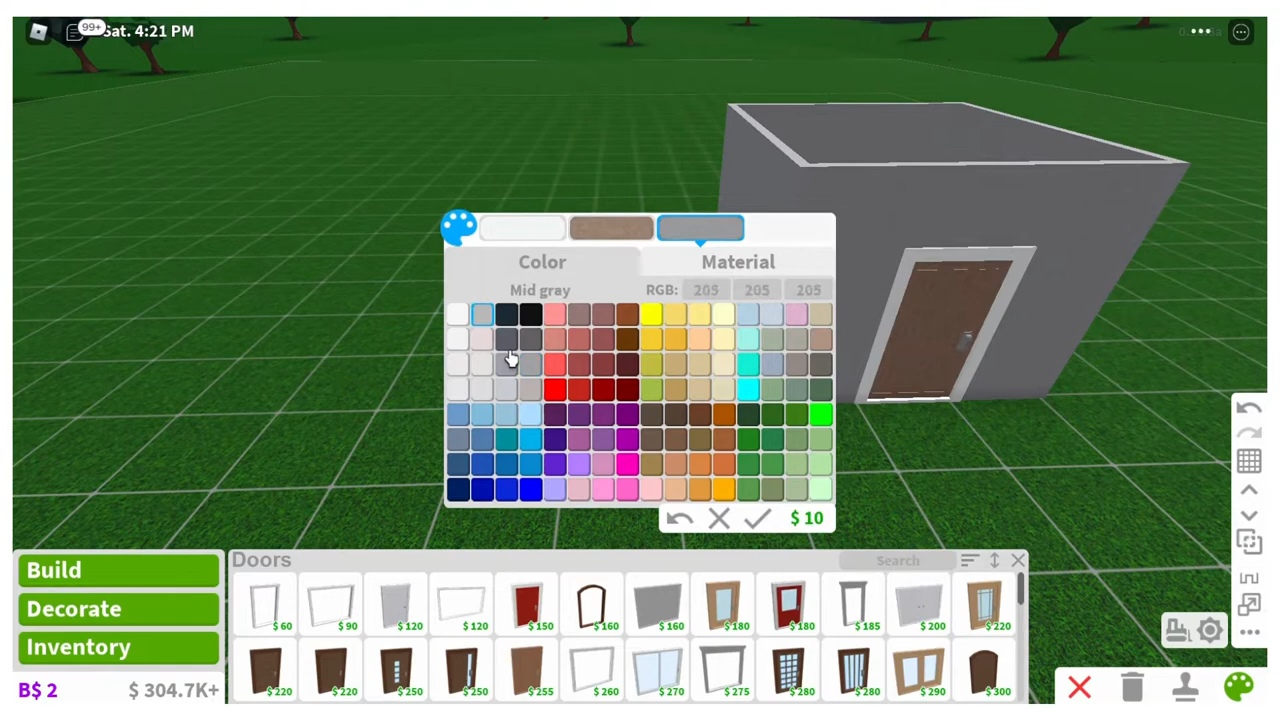 99+
Sat. 4:21 PM
Color
Material
Mid gray
RGB: 205 205 205
$ 10
Doors
Search
Build
Decorate
Inventory
B$ 2
$ 304.7K+
$ 60
$ 90
$ 120
$ 120
$ 150
$ 160
$ 160
$ 180
$ 180
$ 185
$ 200
$ 220
$ 220
$ 220
$ 250
$ 250
$ 255
$ 260
$ 270
$ 275
$ 280
$ 280
$ 290
$ 300